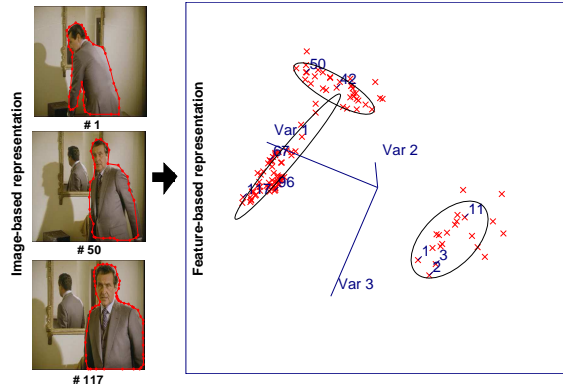 Image-based representation
# 1
# 50
# 117
Feature-based representation
50
42
Var 1
67
Var 2
117
96
11
1
3
2
Var 3